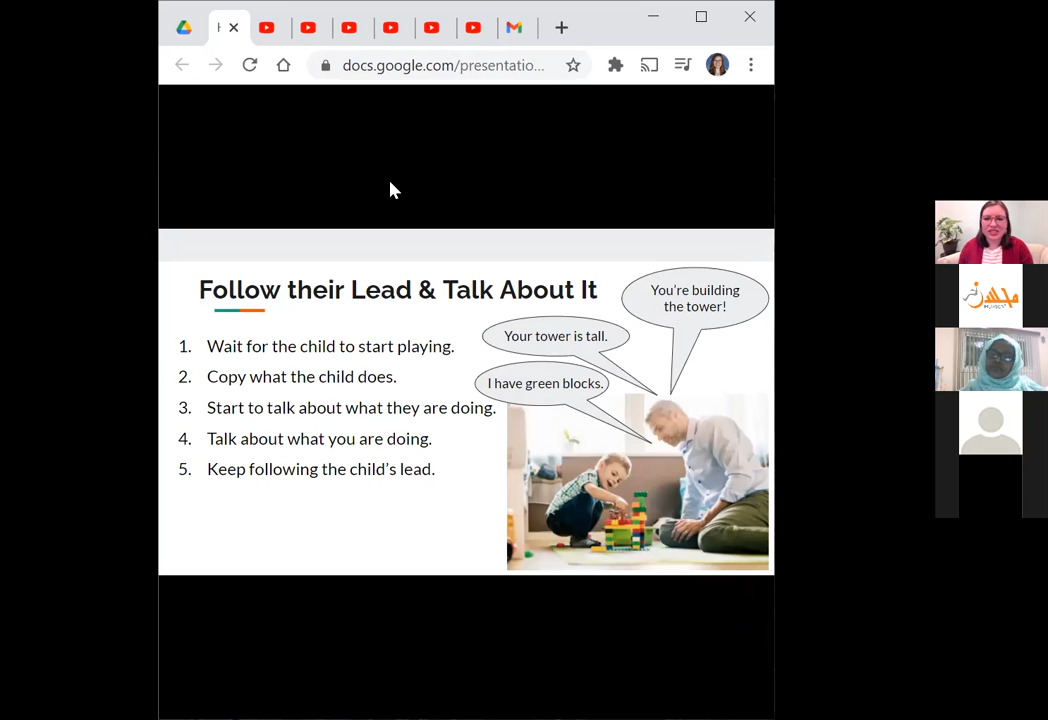 docs.google.com/presentatio...
Follow their Lead & Talk About It
You're building
the tower!
Your tower is tall.
I have green blocks.
1. Wait for the child to start playing.
2. Copy what the child does.
3. Start to talk about what they are doing.
4. Talk about what you are doing.
5. Keep following the child's lead.